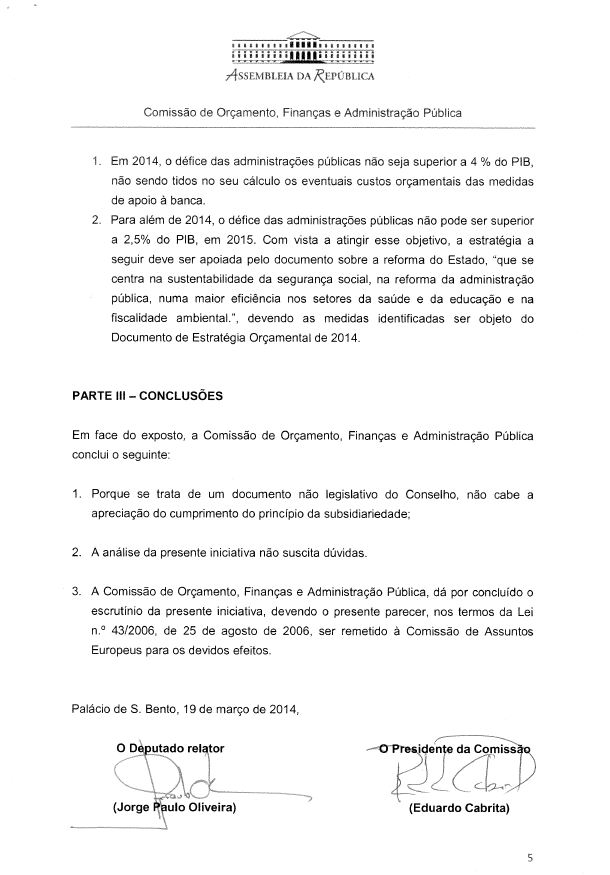 ASSEMBLEIA DA REPÚBLICA
Comissão de Orçamento, Finanças e Administração Pública
1. Em 2014, o défice das administrações públicas não seja superior a 4 % do PIB,
não sendo tidos no seu cálculo os eventuais custos orçamentais das medidas
de apoio à banca.
2. Para além de 2014, o défice das administrações públicas não pode ser superior
a 2,5% do PIB, em 2015. Com vista a atingir esse objetivo, a estratégia a
seguir deve ser apoiada pelo documento sobre a reforma do Estado, “que se
centra na sustentabilidade da segurança social, na reforma da administração
pública, numa maior eficiência nos setores da saúde e da educação e na
fiscalidade ambiental.”, devendo as medidas identificadas ser objeto do
Documento de Estratégia Orçamental de 2014.
PARTE III – CONCLUSÕES
Em face do exposto, a Comissão de Orçamento, Finanças e Administração Pública
conclui o seguinte:
1. Porque se trata de um documento não legislativo do Conselho, não cabe a
apreciação do cumprimento do princípio da subsidiariedade;
2. A análise da presente iniciativa não suscita dúvidas.
3. A Comissão de Orçamento, Finanças e Administração Pública, dá por concluído o
escrutínio da presente iniciativa, devendo o presente parecer, nos termos da Lei
n.º 43/2006, de 25 de agosto de 2006, ser remetido à Comissão de Assuntos
Europeus para os devidos efeitos.
Palácio de S. Bento, 19 de março de 2014,
O Deputado relator O Presidente da Comissão
(Jorge Paulo Oliveira) (Eduardo Cabrita)
5